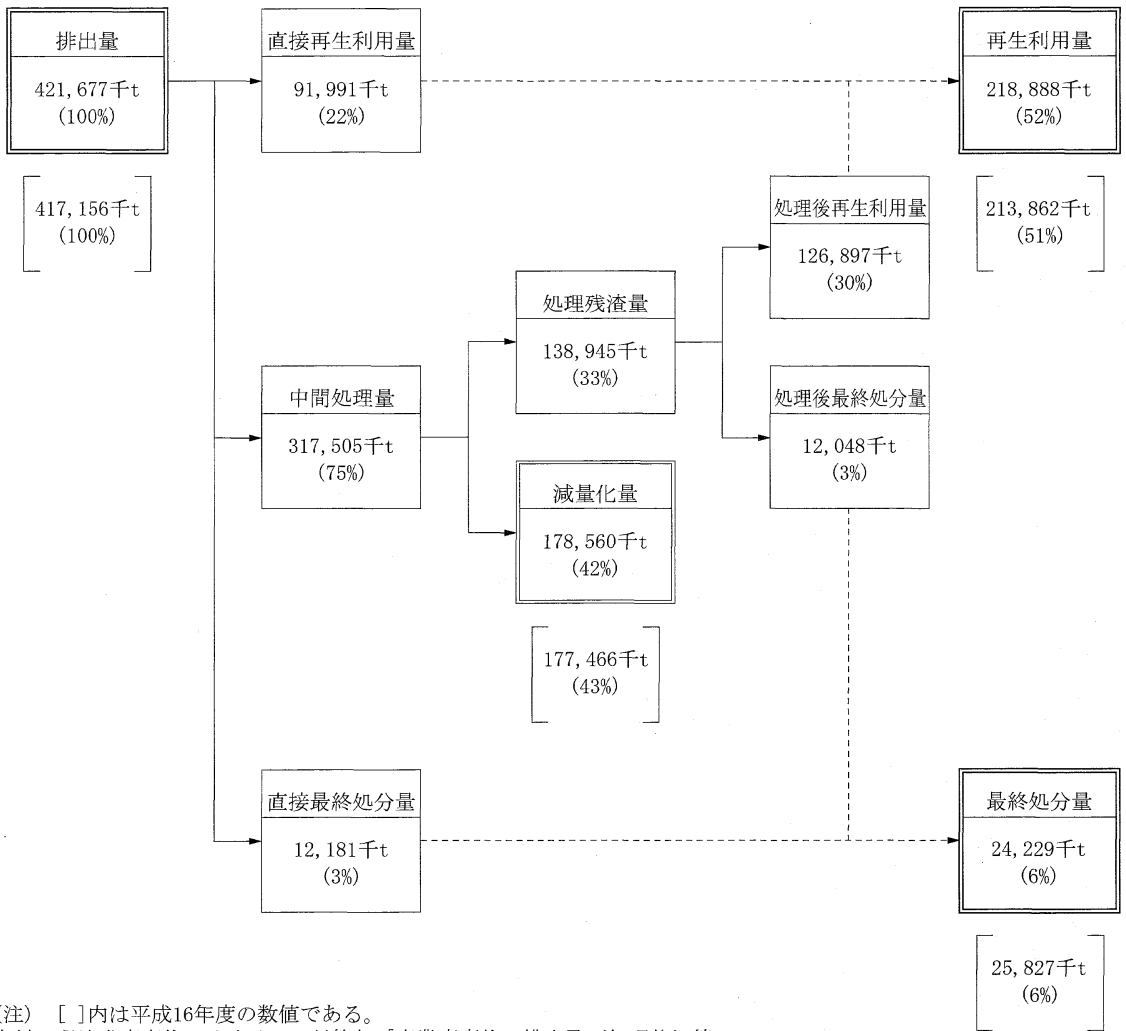 排出量
421,677千t
(100%)
417,156千t
(100%)
直接再生利用量
91,991千t
(22%)
再生利用量
218,888千t
(52%)
213,862千t
(51%)
処理後再生利用量
126,897千t
(30%)
処理残渣量
138,945千t
(33%)
中間処理量
317,505千t
(75%)
処理後最終処分量
12,048千t
(3%)
減量化量
178,560千t
(42%)
177,466千t
(43%)
直接最終処分量
12,181千t
(3%)
最終処分量
24,229千t
(6%)
25,827千t
(6%)
(注) [ ]内は平成16年度の数値である。